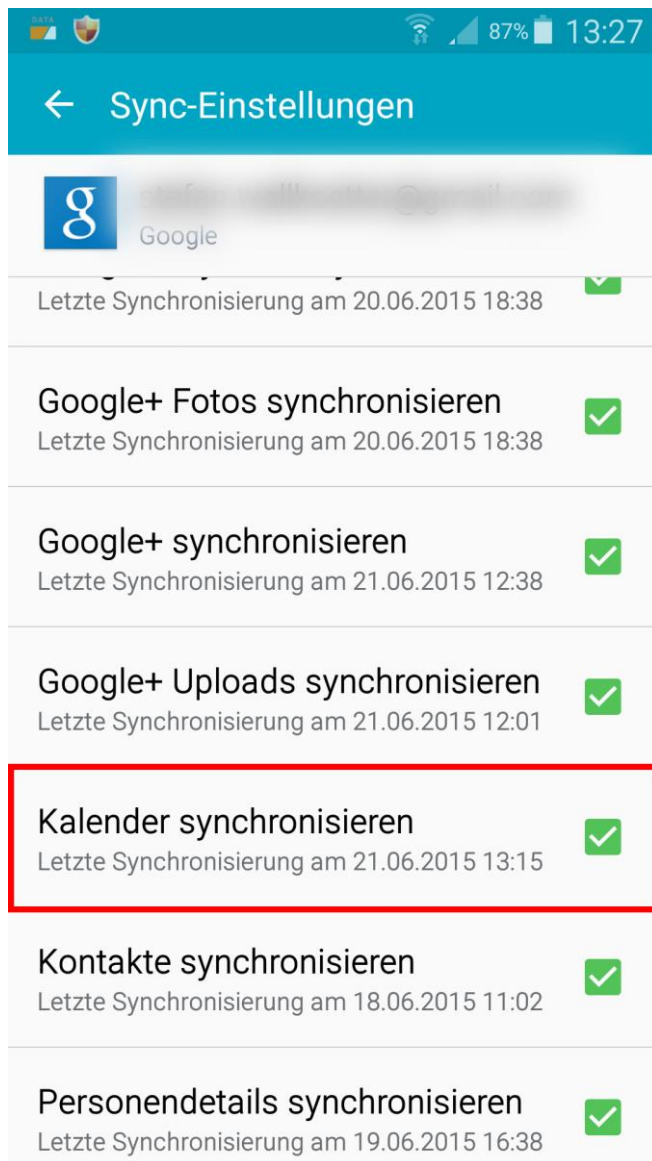 DATA
87%
13:27
Sync-Einstellungen
g
Google
Letzte Synchronisierung am 20.06.2015 18:38
Google+ Fotos synchronisieren
Letzte Synchronisierung am 20.06.2015 18:38
Google+ synchronisieren
Letzte Synchronisierung am 21.06.2015 12:38
Google+ Uploads synchronisieren
Letzte Synchronisierung am 21.06.2015 12:01
Kalender synchronisieren
Letzte Synchronisierung am 21.06.2015 13:15
Kontakte synchronisieren
Letzte Synchronisierung am 18.06.2015 11:02
Personendetails synchronisieren
Letzte Synchronisierung am 19.06.2015 16:38